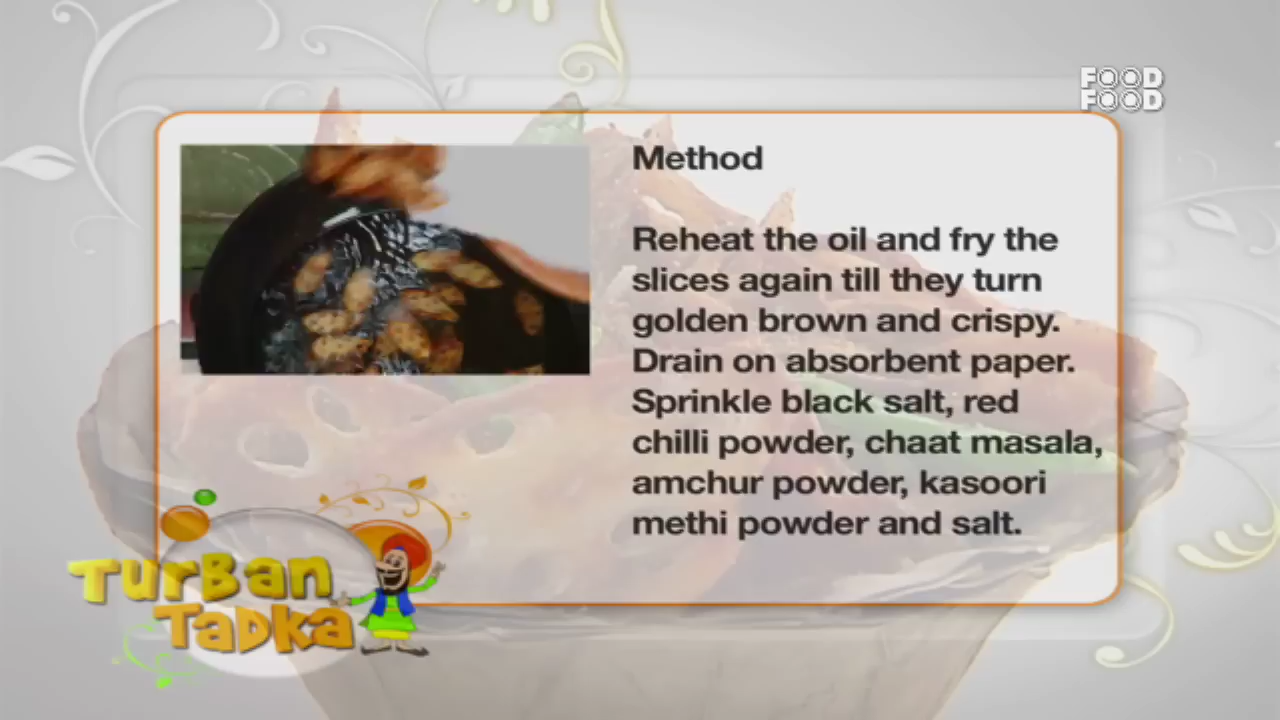 FOOD
FOOD
Method
Reheat the oil and fry the
slices again till they turn
golden brown and crispy.
Drain on absorbent paper.
Sprinkle black salt, red
chilli powder, chaat masala,
amchur powder, kasoori
methi powder and salt.
TURBAN
TADKA